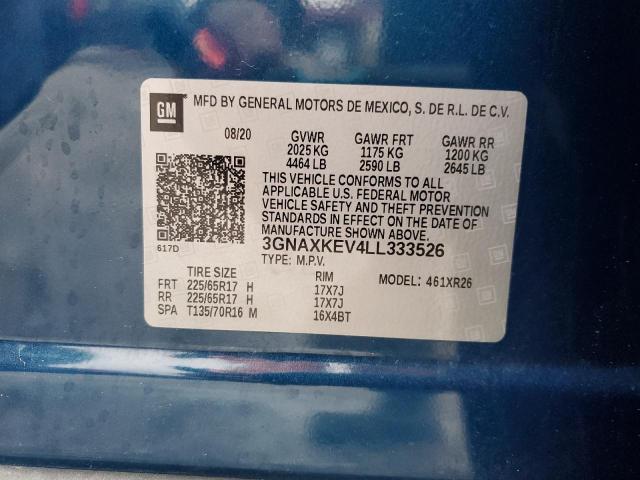 GM MFD BY GENERAL MOTORS DE MEXICO, S. DE R.L. DE C.V.
08/20 GVWR GAWR FRT GAWR RR
2025 KG 1175 KG 1200 KG
4464 LB 2590 LB 2645 LB
THIS VEHICLE CONFORMS TO ALL
APPLICABLE U.S. FEDERAL MOTOR
VEHICLE SAFETY AND THEFT PREVENTION
STANDARDS IN EFFECT ON THE DATE OF
MANUFACTURE SHOWN ABOVE.
617D 3GNAXKEV4LL333526
TYPE: M.P.V.
TIRE SIZE RIM MODEL: 461XR26
FRT 225/65R17 H 17X7J
RR 225/65R17 H 17X7J
SPA T135/70R16 M 16X4BT